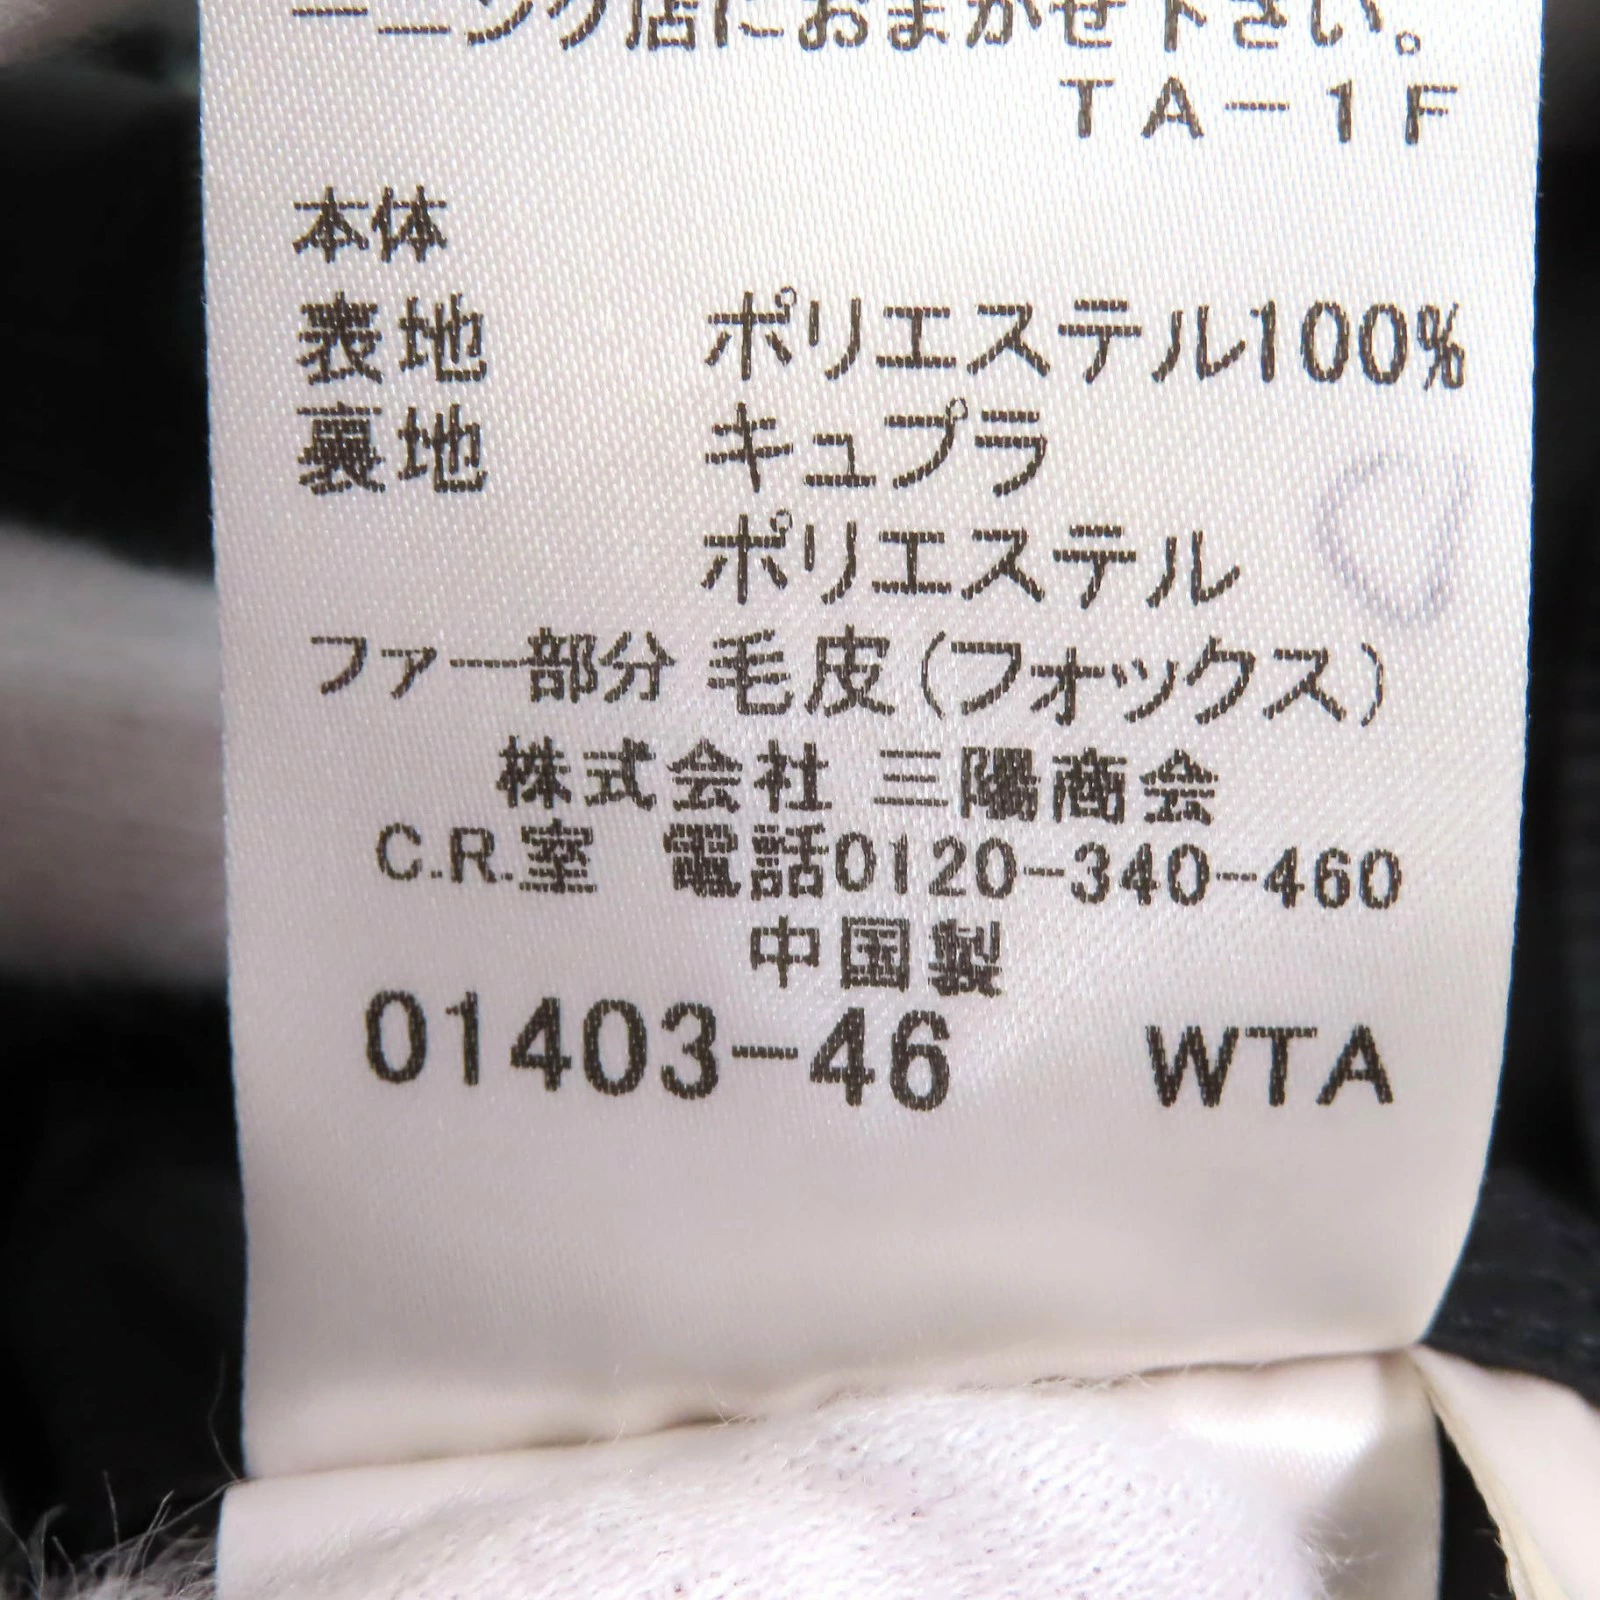 ーニング店におまかせ下さい。
TA-1F
本体
表地 ポリエステル100%
裏地 キュプラ
ポリエステル
ファー部分 毛皮(フォックス)
株式会社 三陽商会
C.R.室 電話0120-340-460
中国製
01403-46 WTA